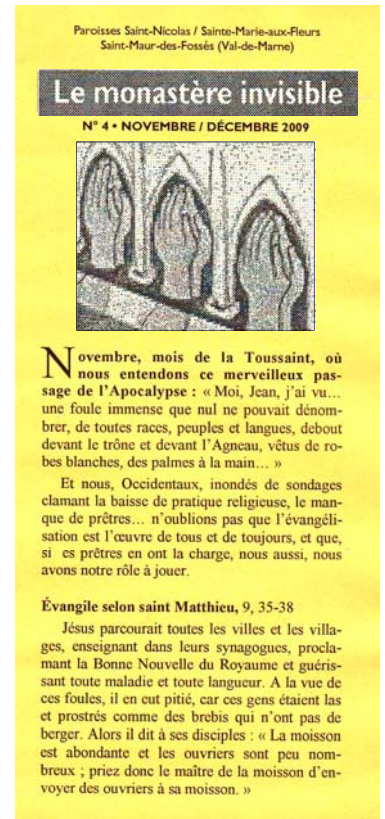 Paroisses Saint-Nicolas / Sainte-Marie-aux-Fleurs
Saint-Maur-des-Fossés (Val-de-Marne)
Le monastère invisible
N° 4 • NOVEMBRE / DÉCEMBRE 2009
Novembre, mois de la Toussaint, où
nous entendons ce merveilleux pas-
sage de l'Apocalypse : « Moi, Jean, j'ai vu…
une foule immense que nul ne pouvait dénom-
brer, de toutes races, peuples et langues, debout
devant le trône et devant l'Agneau, vêtus de ro-
bes blanches, des palmes à la main… »
Et nous, Occidentaux, inondés de sondages
clamant la baisse de pratique religieuse, le man-
que de prêtres… n'oublions pas que l'évangéli-
sation est l'œuvre de tous et de toujours, et que,
si es prêtres en ont la charge, nous aussi, nous
avons notre rôle à jouer.
Évangile selon saint Matthieu, 9, 35-38
Jésus parcourait toutes les villes et les villa-
ges, enseignant dans leurs synagogues, procla-
mant la Bonne Nouvelle du Royaume et guéris-
sant toute maladie et toute langueur. A la vue de
ces foules, il en eut pitié, car ces gens étaient las
et prostrés comme des brebis qui n'ont pas de
berger. Alors il dit à ses disciples : « La moisson
est abondante et les ouvriers sont peu nom-
breux ; priez donc le maître de la moisson d'en-
voyer des ouvriers à sa moisson. »